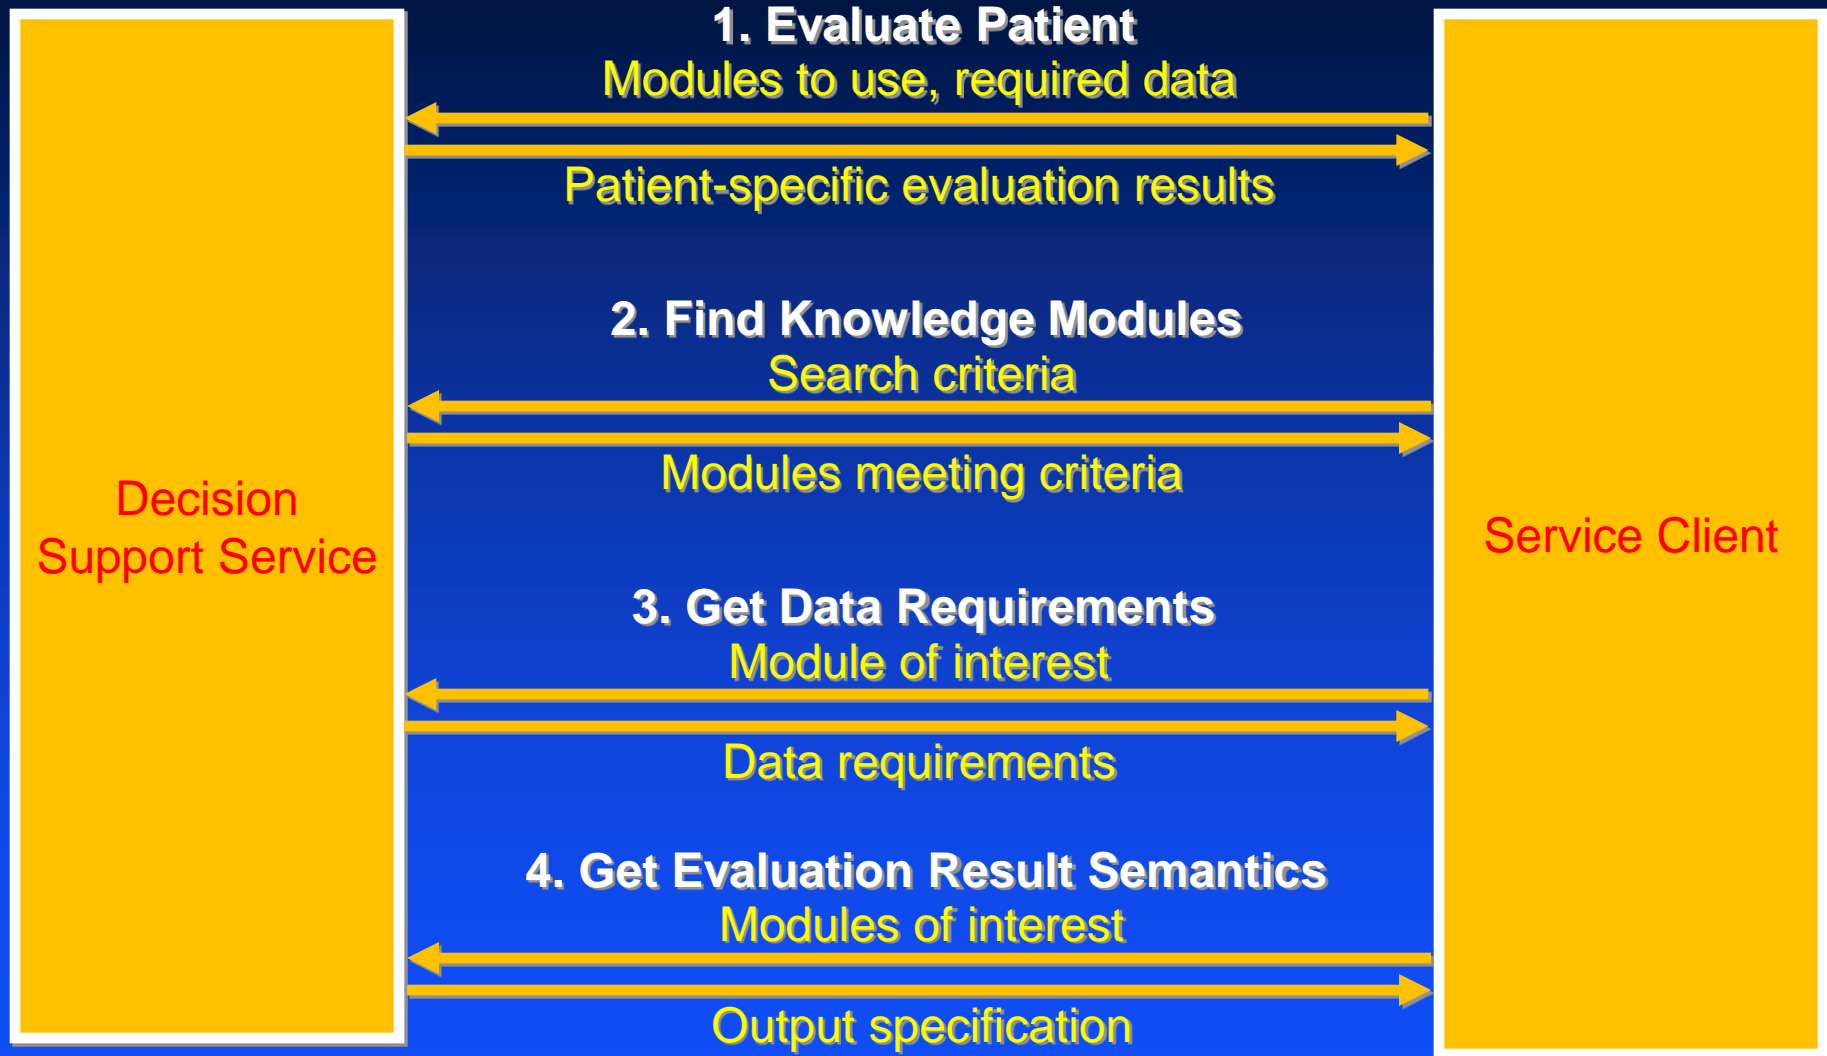 1. Evaluate Patient
Modules to use, required data
Patient-specific evaluation results
2. Find Knowledge Modules
Search criteria
Modules meeting criteria
Decision
Support Service
Service Client
3. Get Data Requirements
Module of interest
Data requirements
4. Get Evaluation Result Semantics
Modules of interest
Output specification